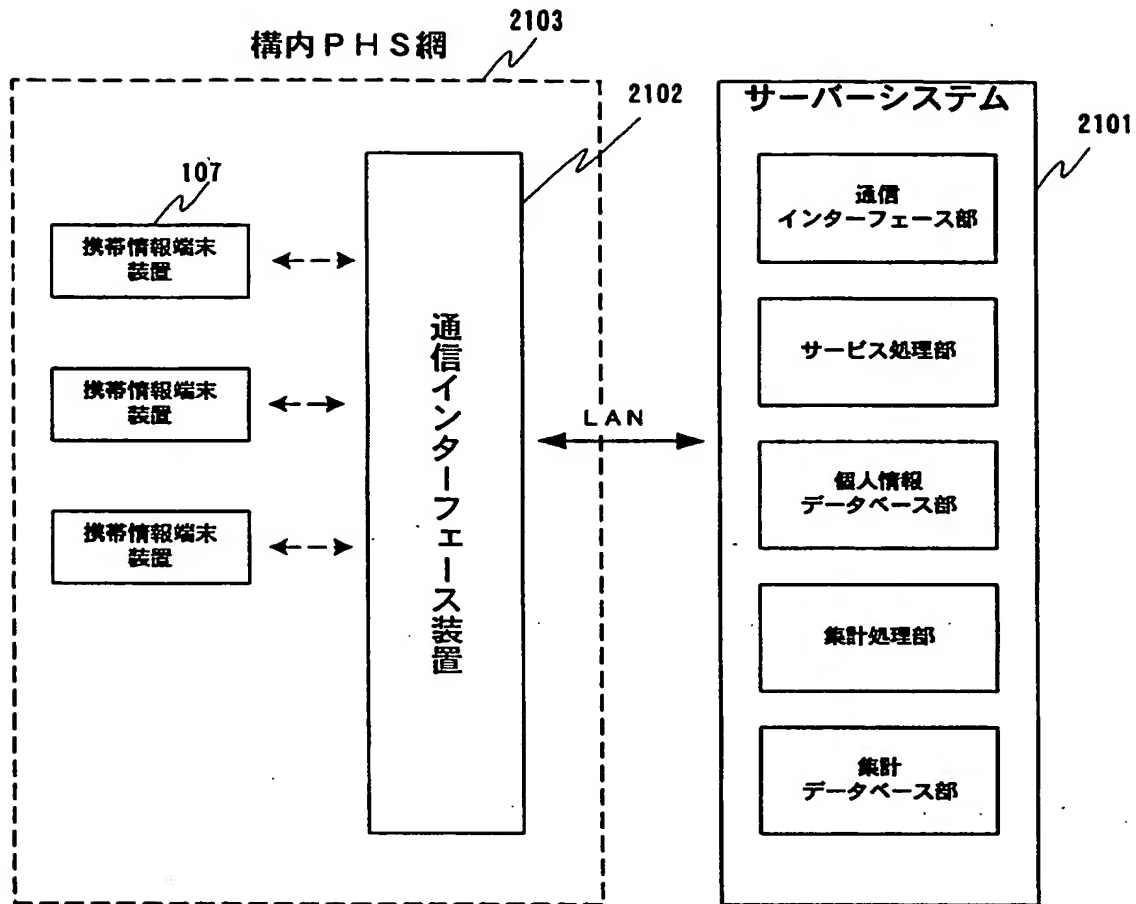 2103
構内PHS網
2102
サーバーシステム
2101
107
携帯情報端末
装置
携帯情報端末
装置
携帯情報端末
装置
通信インターフェース装置
LAN
通信
インターフェース部
サービス処理部
個人情報
データベース部
集計処理部
集計
データベース部